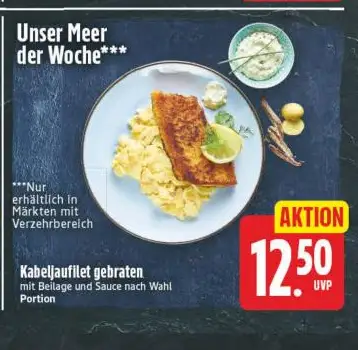 Unser Meer
der Woche***
***Nur
erhältlich in
Märkten mit
Verzehrbereich
AKTION
12.50
UVP
Kabeljaufilet gebraten
mit Beilage und Sauce nach Wahl
Portion